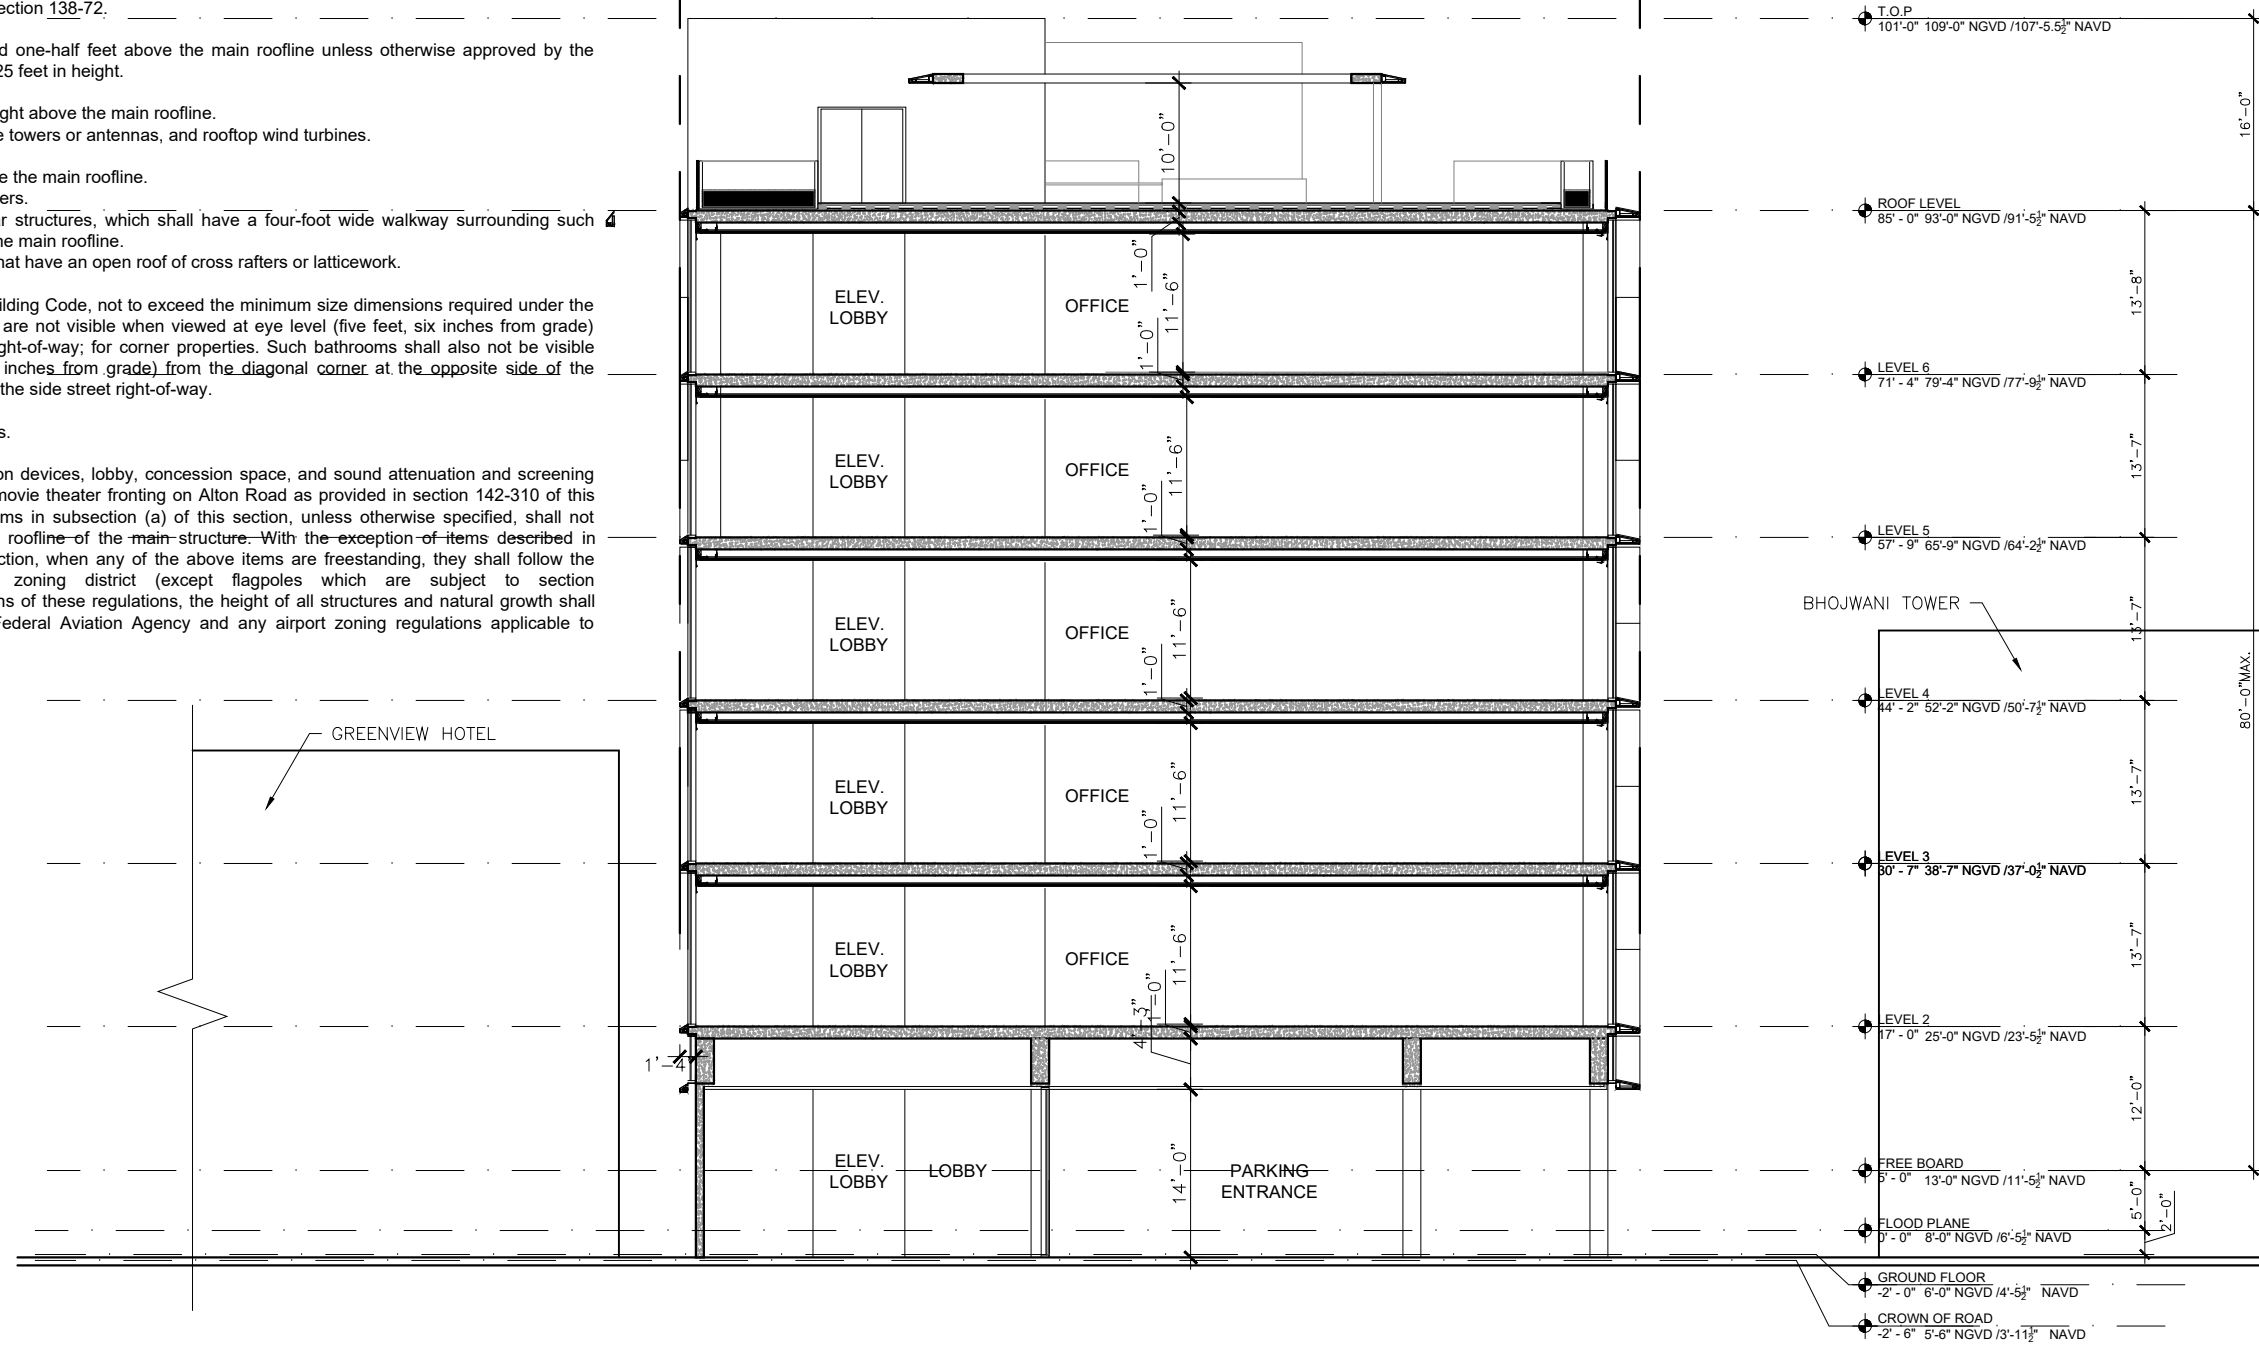 ection 138-72.
d one-half feet above the main roofline unless otherwise approved by the
25 feet in height.
ght above the main roofline.
e towers or antennas, and rooftop wind turbines.
e the main roofline.
ers.
ar structures, which shall have a four-foot wide walkway surrounding such
he main roofline.
hat have an open roof of cross rafters or latticework.
uilding Code, not to exceed the minimum size dimensions required under the
are not visible when viewed at eye level (five feet, six inches from grade)
ght-of-way; for corner properties. Such bathrooms shall also not be visible
inches from grade) from the diagonal corner at the opposite side of the
the side street right-of-way.
s.
on devices, lobby, concession space, and sound attenuation and screening
movie theater fronting on Alton Road as provided in section 142-310 of this
ms in subsection (a) of this section, unless otherwise specified, shall not
roofline of the main structure. With the exception of items described in
ction, when any of the above items are freestanding, they shall follow the
zoning district (except flagpoles which are subject to section
ns of these regulations, the height of all structures and natural growth shall
Federal Aviation Agency and any airport zoning regulations applicable to
GREENVIEW HOTEL
10'-0"
1'-0"
ELEV.
LOBBY
OFFICE
11'-6"
1'-0"
ELEV.
LOBBY
OFFICE
11'-6"
1'-0"
ELEV.
LOBBY
OFFICE
11'-6"
1'-0"
ELEV.
LOBBY
OFFICE
11'-6"
1'-0"
ELEV.
LOBBY
OFFICE
11'-6"
1'-0"
4'-3"
1'-4"
ELEV.
LOBBY
LOBBY
14'-0"
PARKING
ENTRANCE
T.O.P
101'-0" 109'-0" NGVD /107'-5.5½" NAVD
16'-0"
ROOF LEVEL
85' - 0" 93'-0" NGVD /91'-5½" NAVD
13'-8"
LEVEL 6
71' - 4" 79'-4" NGVD /77'-9½" NAVD
13'-7"
LEVEL 5
57' - 9" 65'-9" NGVD /64'-2½" NAVD
BHOJWANI TOWER
13'-7"
80'-0"MAX.
LEVEL 4
44' - 2" 52'-2" NGVD /50'-7½" NAVD
13'-7"
LEVEL 3
30' - 7" 38'-7" NGVD /37'-0½" NAVD
13'-7"
LEVEL 2
17' - 0" 25'-0" NGVD /23'-5½" NAVD
12'-0"
FREE BOARD
5' - 0" 13'-0" NGVD /11'-5½" NAVD
5'-0"
2'-0"
FLOOD PLANE
0' - 0" 8'-0" NGVD /6'-5½" NAVD
GROUND FLOOR
-2' - 0" 6'-0" NGVD /4'-5½" NAVD
CROWN OF ROAD
-2' - 6" 5'-6" NGVD /3'-11½" NAVD